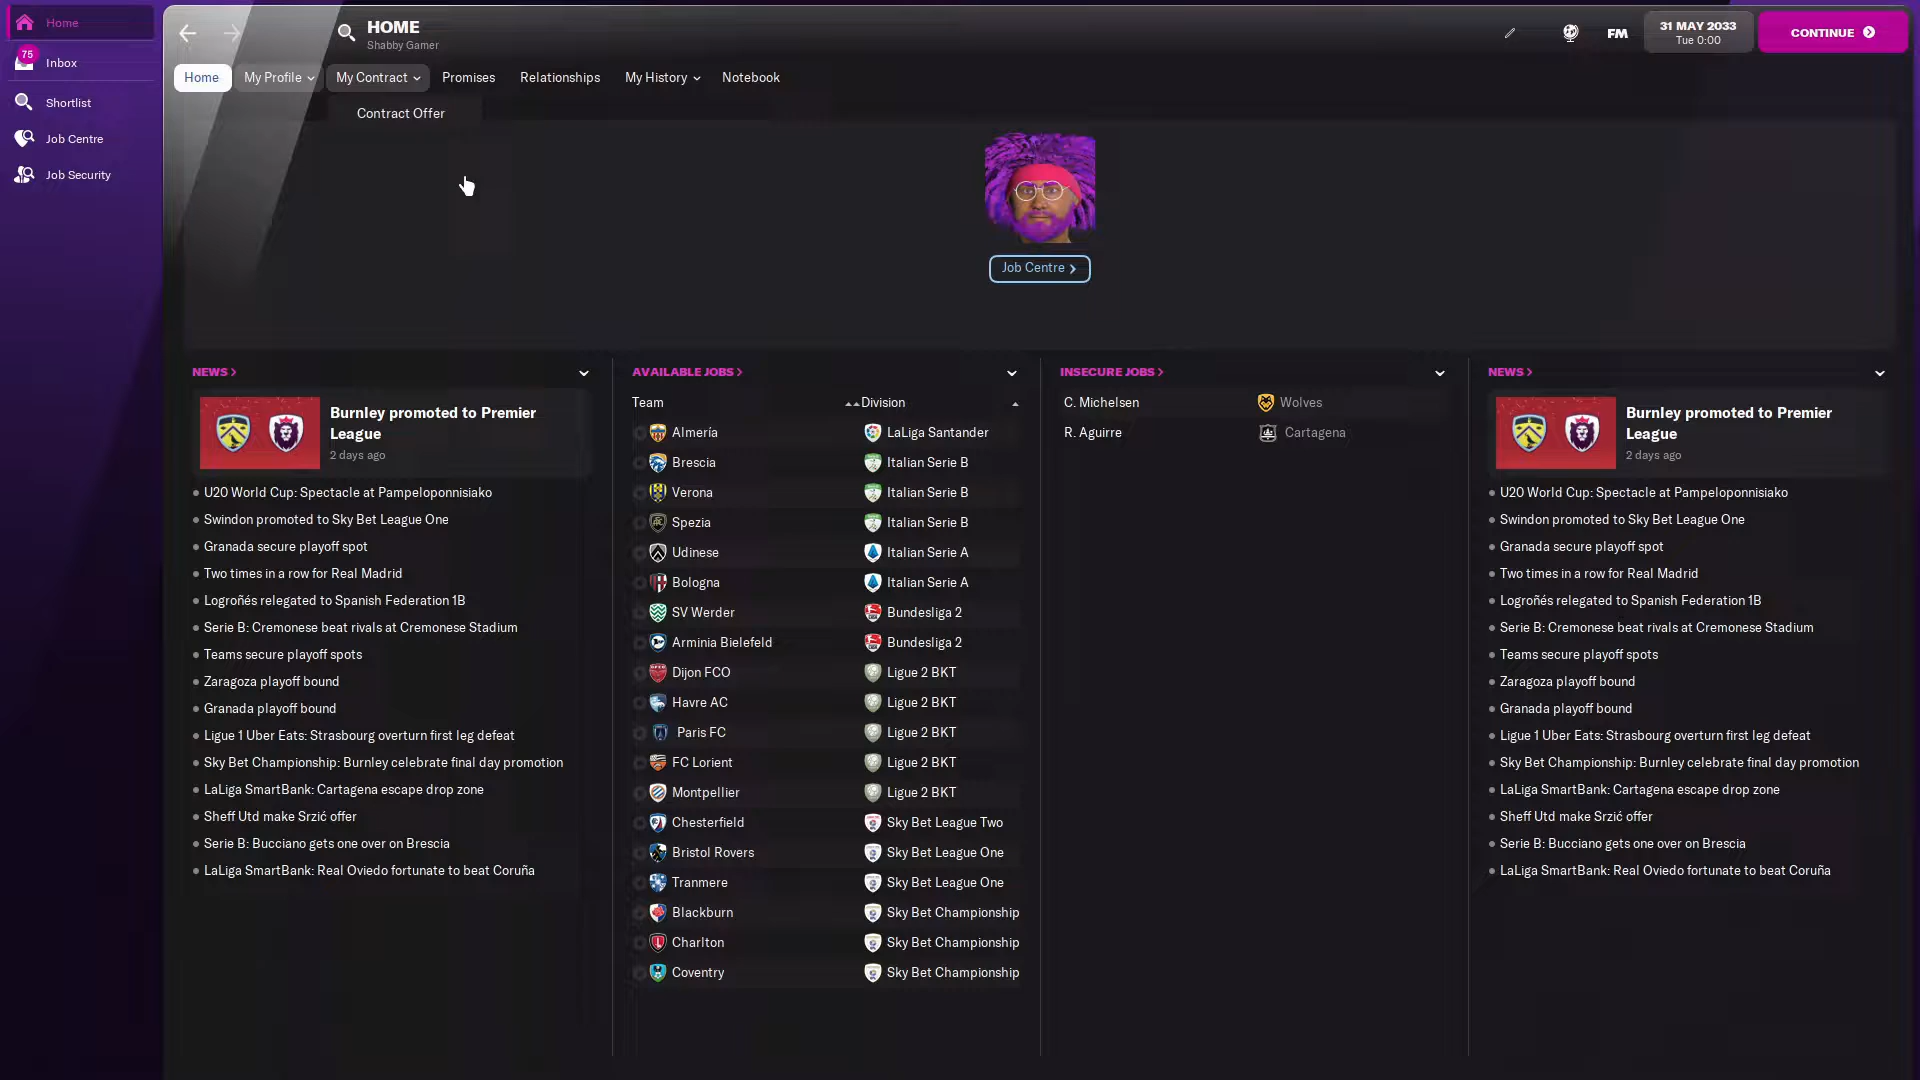 Home
75
Inbox
Shortlist
Job Centre
Job Security
HOME
Shabby Gamer
FM
31 MAY 2033
Tue 0:00
CONTINUE
Home
My Profile
My Contract
Promises
Relationships
My History
Notebook
Contract Offer
Job Centre
NEWS
Burnley promoted to Premier
League
2 days ago
U20 World Cup: Spectacle at Pampeloponnisiako
Swindon promoted to Sky Bet League One
Granada secure playoff spot
Two times in a row for Real Madrid
Logroñés relegated to Spanish Federation 1B
Serie B: Cremonese beat rivals at Cremonese Stadium
Teams secure playoff spots
Zaragoza playoff bound
Granada playoff bound
Ligue 1 Uber Eats: Strasbourg overturn first leg defeat
Sky Bet Championship: Burnley celebrate final day promotion
LaLiga SmartBank: Cartagena escape drop zone
Sheff Utd make Srzić offer
Serie B: Bucciano gets one over on Brescia
LaLiga SmartBank: Real Oviedo fortunate to beat Coruña
AVAILABLE JOBS
Team Division
Almería LaLiga Santander
Brescia Italian Serie B
Verona Italian Serie B
Spezia Italian Serie B
Udinese Italian Serie A
Bologna Italian Serie A
SV Werder Bundesliga 2
Arminia Bielefeld Bundesliga 2
Dijon FCO Ligue 2 BKT
Havre AC Ligue 2 BKT
Paris FC Ligue 2 BKT
FC Lorient Ligue 2 BKT
Montpellier Ligue 2 BKT
Chesterfield Sky Bet League Two
Bristol Rovers Sky Bet League One
Tranmere Sky Bet League One
Blackburn Sky Bet Championship
Charlton Sky Bet Championship
Coventry Sky Bet Championship
INSECURE JOBS
C. Michelsen Wolves
R. Aguirre Cartagena
NEWS
Burnley promoted to Premier
League
2 days ago
U20 World Cup: Spectacle at Pampeloponnisiako
Swindon promoted to Sky Bet League One
Granada secure playoff spot
Two times in a row for Real Madrid
Logroñés relegated to Spanish Federation 1B
Serie B: Cremonese beat rivals at Cremonese Stadium
Teams secure playoff spots
Zaragoza playoff bound
Granada playoff bound
Ligue 1 Uber Eats: Strasbourg overturn first leg defeat
Sky Bet Championship: Burnley celebrate final day promotion
LaLiga SmartBank: Cartagena escape drop zone
Sheff Utd make Srzić offer
Serie B: Bucciano gets one over on Brescia
LaLiga SmartBank: Real Oviedo fortunate to beat Coruña